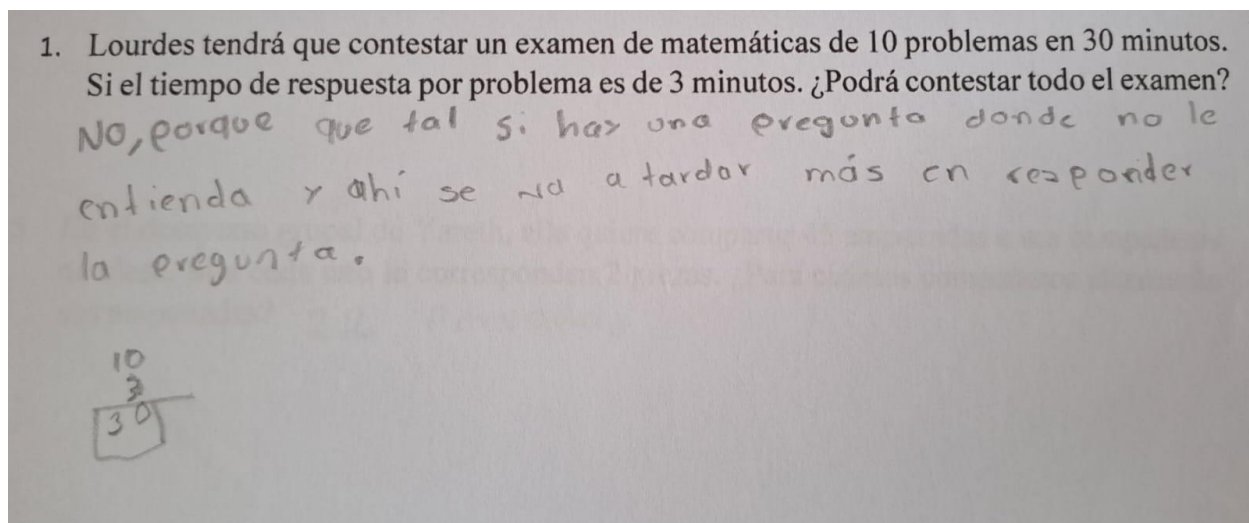 1. Lourdes tendrá que contestar un examen de matemáticas de 10 problemas en 30 minutos.
Si el tiempo de respuesta por problema es de 3 minutos. ¿Podrá contestar todo el examen?
No, porque que tal si hay una pregunta donde no le
entienda y ahí se va a tardar más en responder
la pregunta.
10
3
30